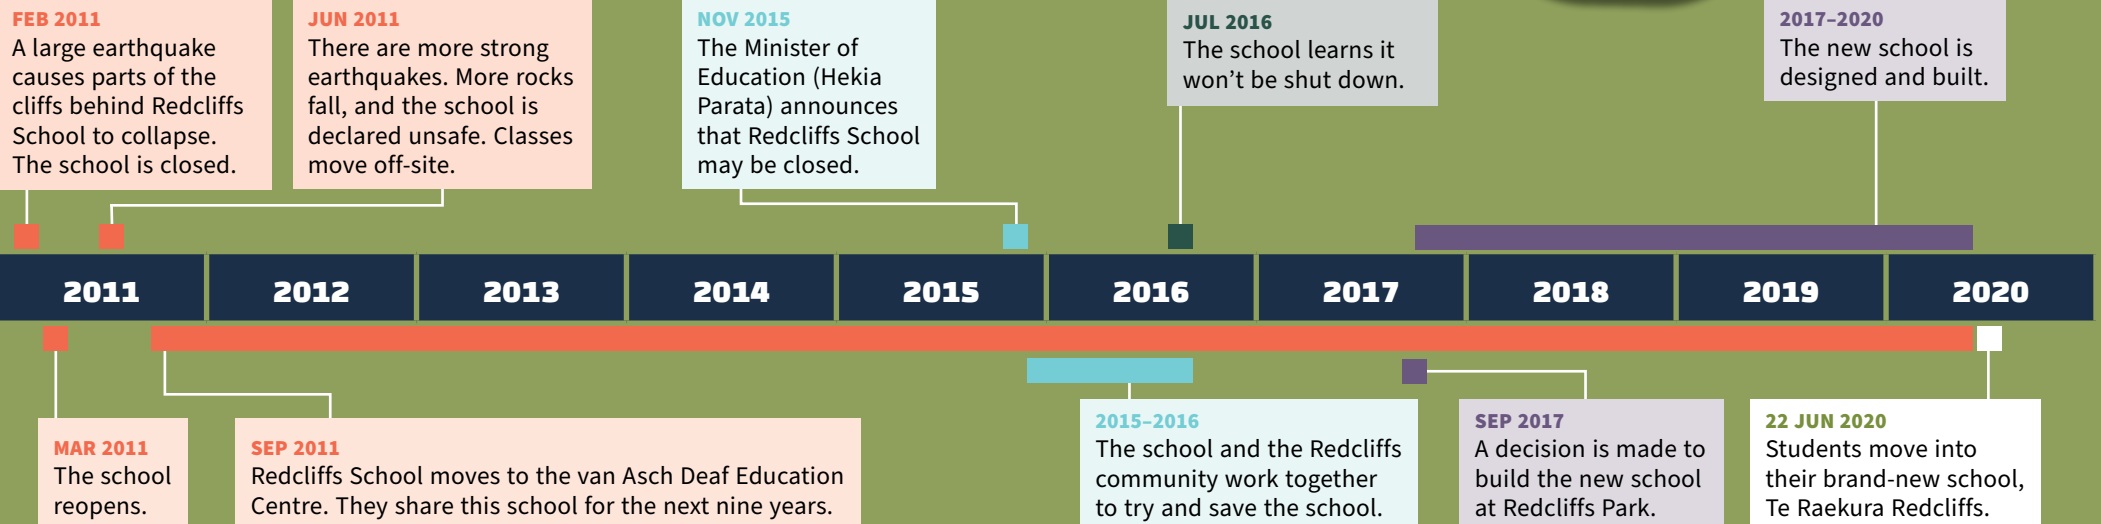 FEB 2011
A large earthquake
causes parts of the
cliffs behind Redcliffs
School to collapse.
The school is closed.
JUN 2011
There are more strong
earthquakes. More rocks
fall, and the school is
declared unsafe. Classes
move off-site.
NOV 2015
The Minister of
Education (Hekia
Parata) announces
that Redcliffs School
may be closed.
JUL 2016
The school learns it
won’t be shut down.
2017–2020
The new school is
designed and built.
2011
2012
2013
2014
2015
2016
2017
2018
2019
2020
MAR 2011
The school
reopens.
SEP 2011
Redcliffs School moves to the van Asch Deaf Education
Centre. They share this school for the next nine years.
2015–2016
The school and the Redcliffs
community work together
to try and save the school.
SEP 2017
A decision is made to
build the new school
at Redcliffs Park.
22 JUN 2020
Students move into
their brand-new school,
Te Raekura Redcliffs.